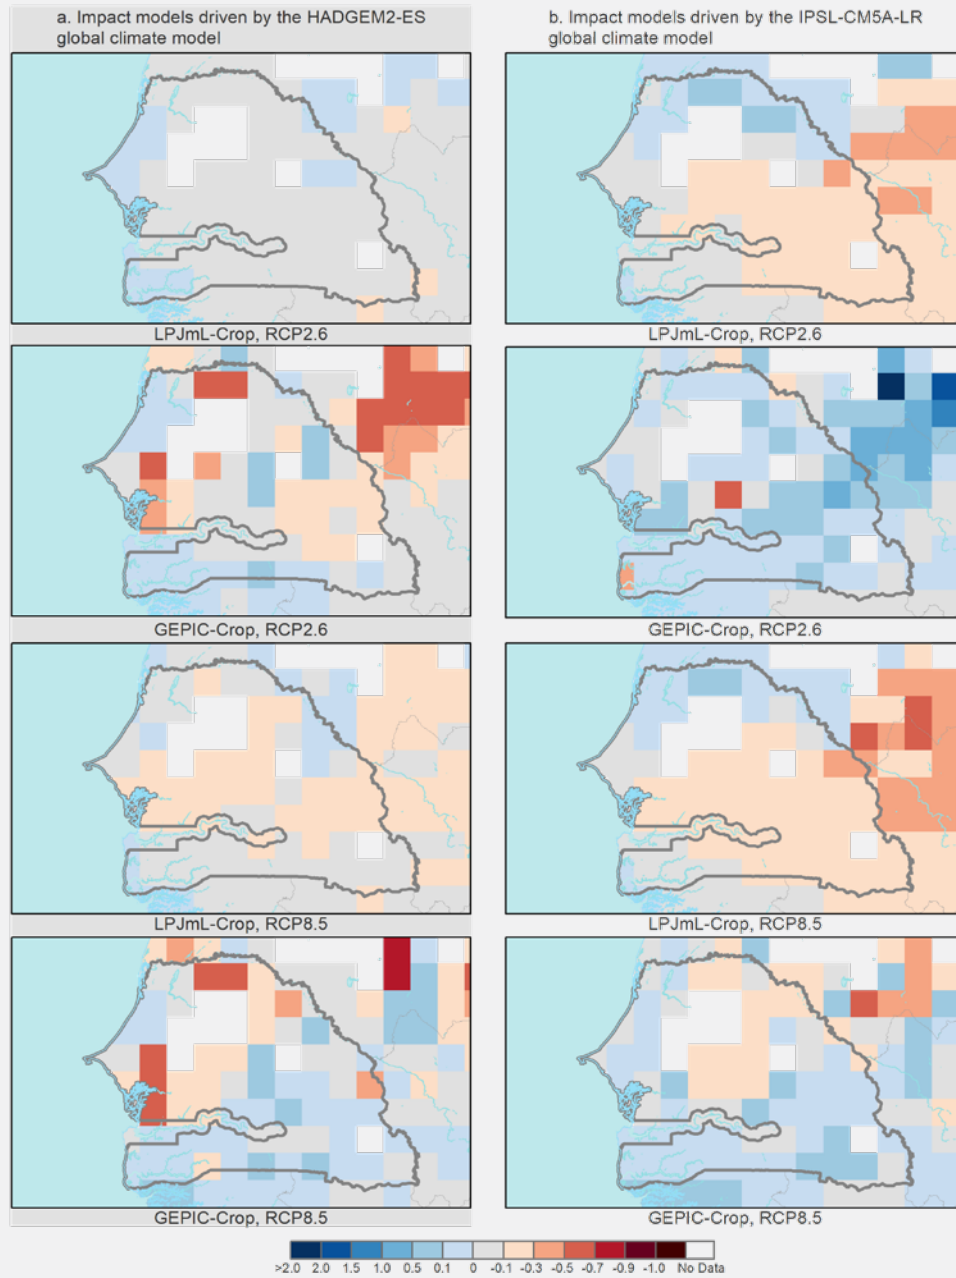 a. Impact models driven by the HADGEM2-ES
global climate model
b. Impact models driven by the IPSL-CM5A-LR
global climate model
LPJmL-Crop, RCP2.6
LPJmL-Crop, RCP2.6
GEPIC-Crop, RCP2.6
GEPIC-Crop, RCP2.6
LPJmL-Crop, RCP8.5
LPJmL-Crop, RCP8.5
GEPIC-Crop, RCP8.5
GEPIC-Crop, RCP8.5
>2.0 2.0 1.5 1.0 0.5 0.1 0 -0.1 -0.3 -0.5 -0.7 -0.9 -1.0 No Data